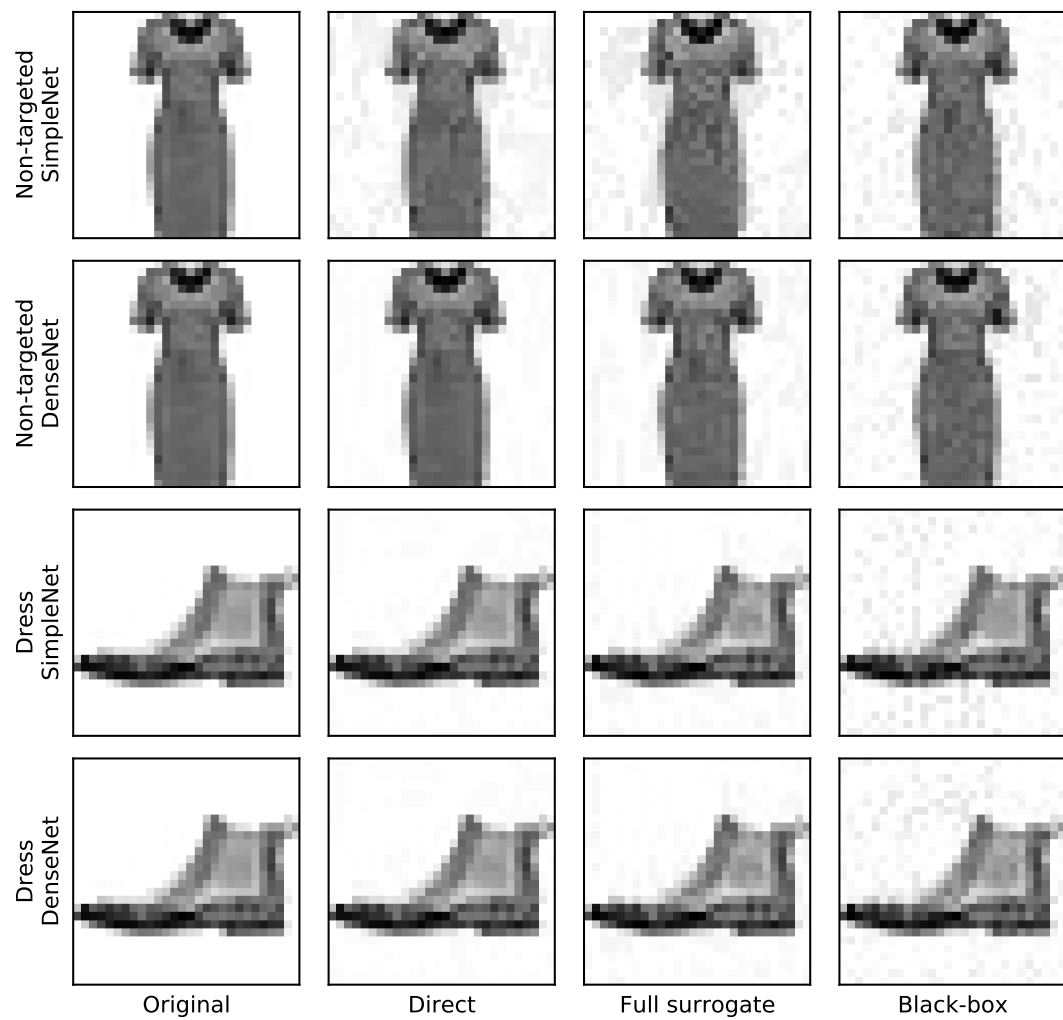 Non-targeted
SimpleNet
Non-targeted
DenseNet
Dress
SimpleNet
Dress
DenseNet
Original
Direct
Full surrogate
Black-box